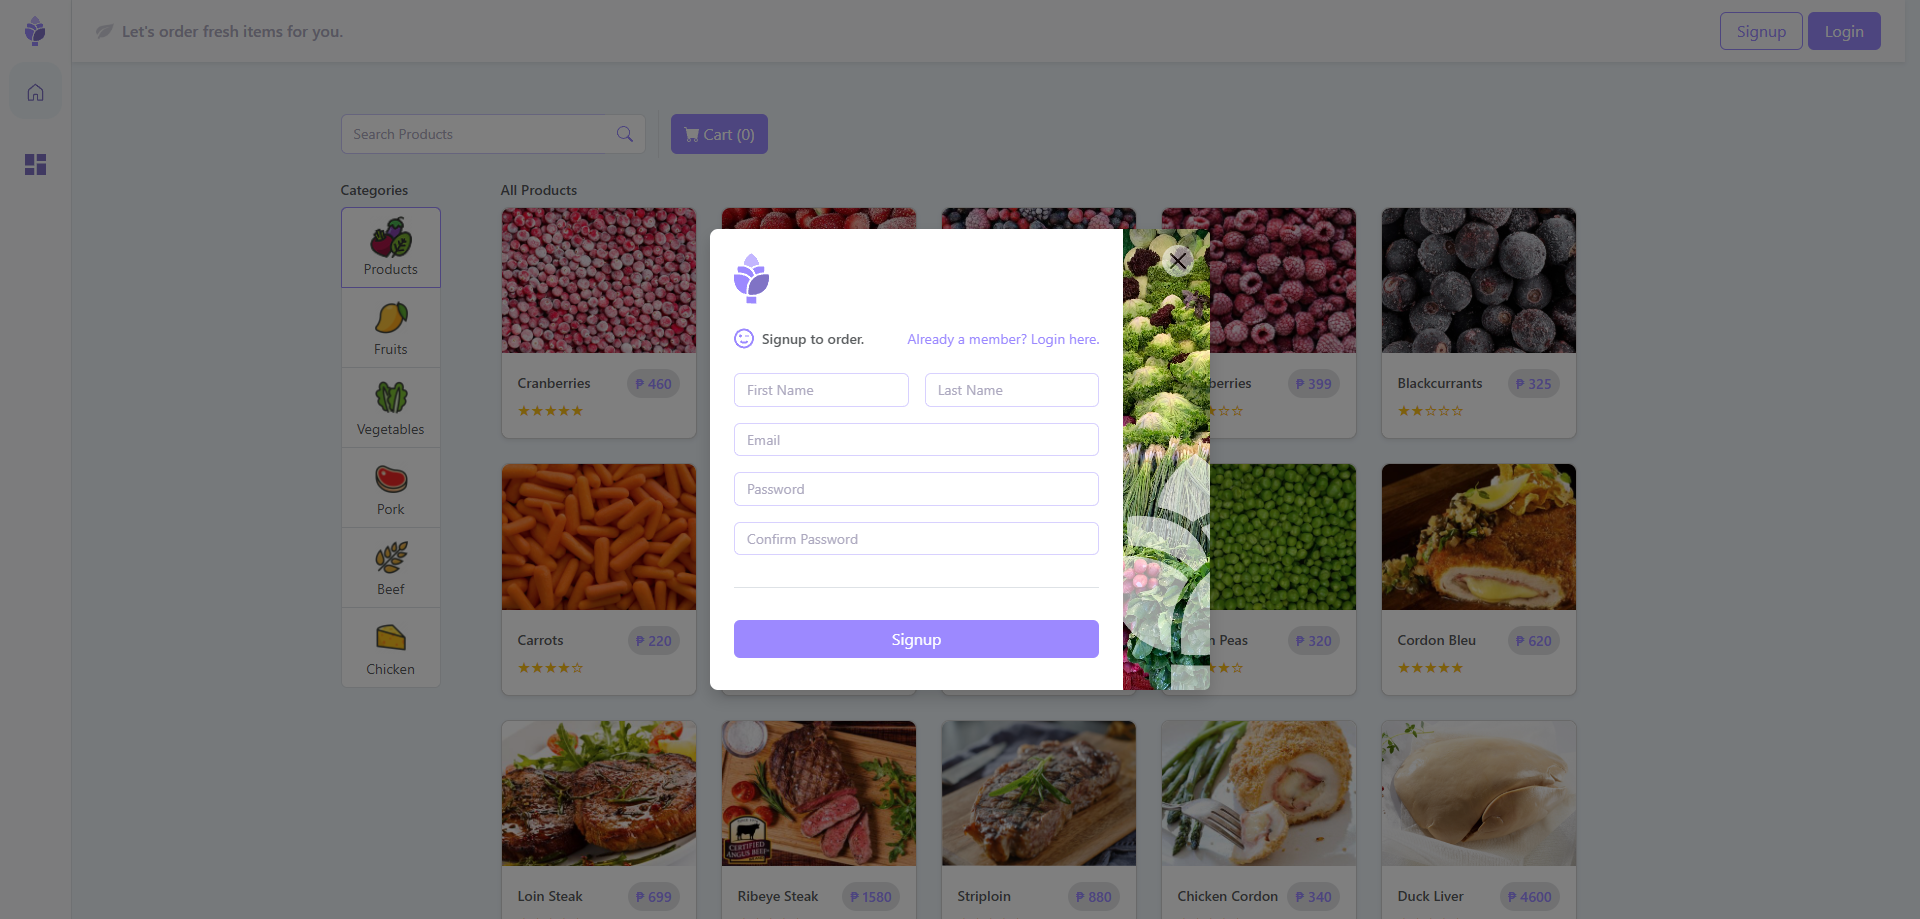 Let's order fresh items for you.
Signup
Login
Search Products
Cart (0)
Categories
All Products
Products
Fruits
Vegetables
Pork
Beef
Chicken
Signup to order.
Already a member? Login here.
First Name
Last Name
Email
Password
Confirm Password
Signup
Cranberries
₱ 460
berries
₱ 399
Blackcurrants
₱ 325
Carrots
₱ 220
Peas
₱ 320
Cordon Bleu
₱ 620
Loin Steak
₱ 699
CERTIFIED
ANGUS BEEF
Ribeye Steak
₱ 1580
Striploin
₱ 880
Chicken Cordon
₱ 340
Duck Liver
₱ 4600